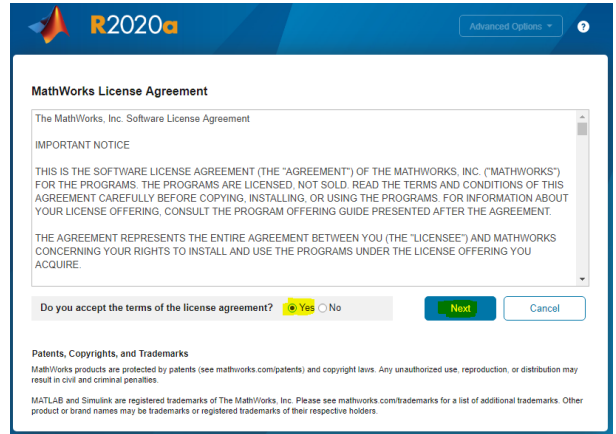 R2020a
Advanced Options
?
MathWorks License Agreement
The MathWorks, Inc. Software License Agreement
IMPORTANT NOTICE
THIS IS THE SOFTWARE LICENSE AGREEMENT (THE "AGREEMENT") OF THE MATHWORKS, INC. ("MATHWORKS")
FOR THE PROGRAMS. THE PROGRAMS ARE LICENSED, NOT SOLD. READ THE TERMS AND CONDITIONS OF THIS
AGREEMENT CAREFULLY BEFORE COPYING, INSTALLING, OR USING THE PROGRAMS. FOR INFORMATION ABOUT
YOUR LICENSE OFFERING, CONSULT THE PROGRAM OFFERING GUIDE PRESENTED AFTER THE AGREEMENT.
THE AGREEMENT REPRESENTS THE ENTIRE AGREEMENT BETWEEN YOU (THE "LICENSEE") AND MATHWORKS
CONCERNING YOUR RIGHTS TO INSTALL AND USE THE PROGRAMS UNDER THE LICENSE OFFERING YOU
ACQUIRE.
Do you accept the terms of the license agreement? Yes No
Next
Cancel
Patents, Copyrights, and Trademarks
MathWorks products are protected by patents (see mathworks.com/patents) and copyright laws. Any unauthorized use, reproduction, or distribution may
result in civil and criminal penalties.
MATLAB and Simulink are registered trademarks of The MathWorks, Inc. Please see mathworks.com/trademarks for a list of additional trademarks. Other
product or brand names may be trademarks or registered trademarks of their respective holders.